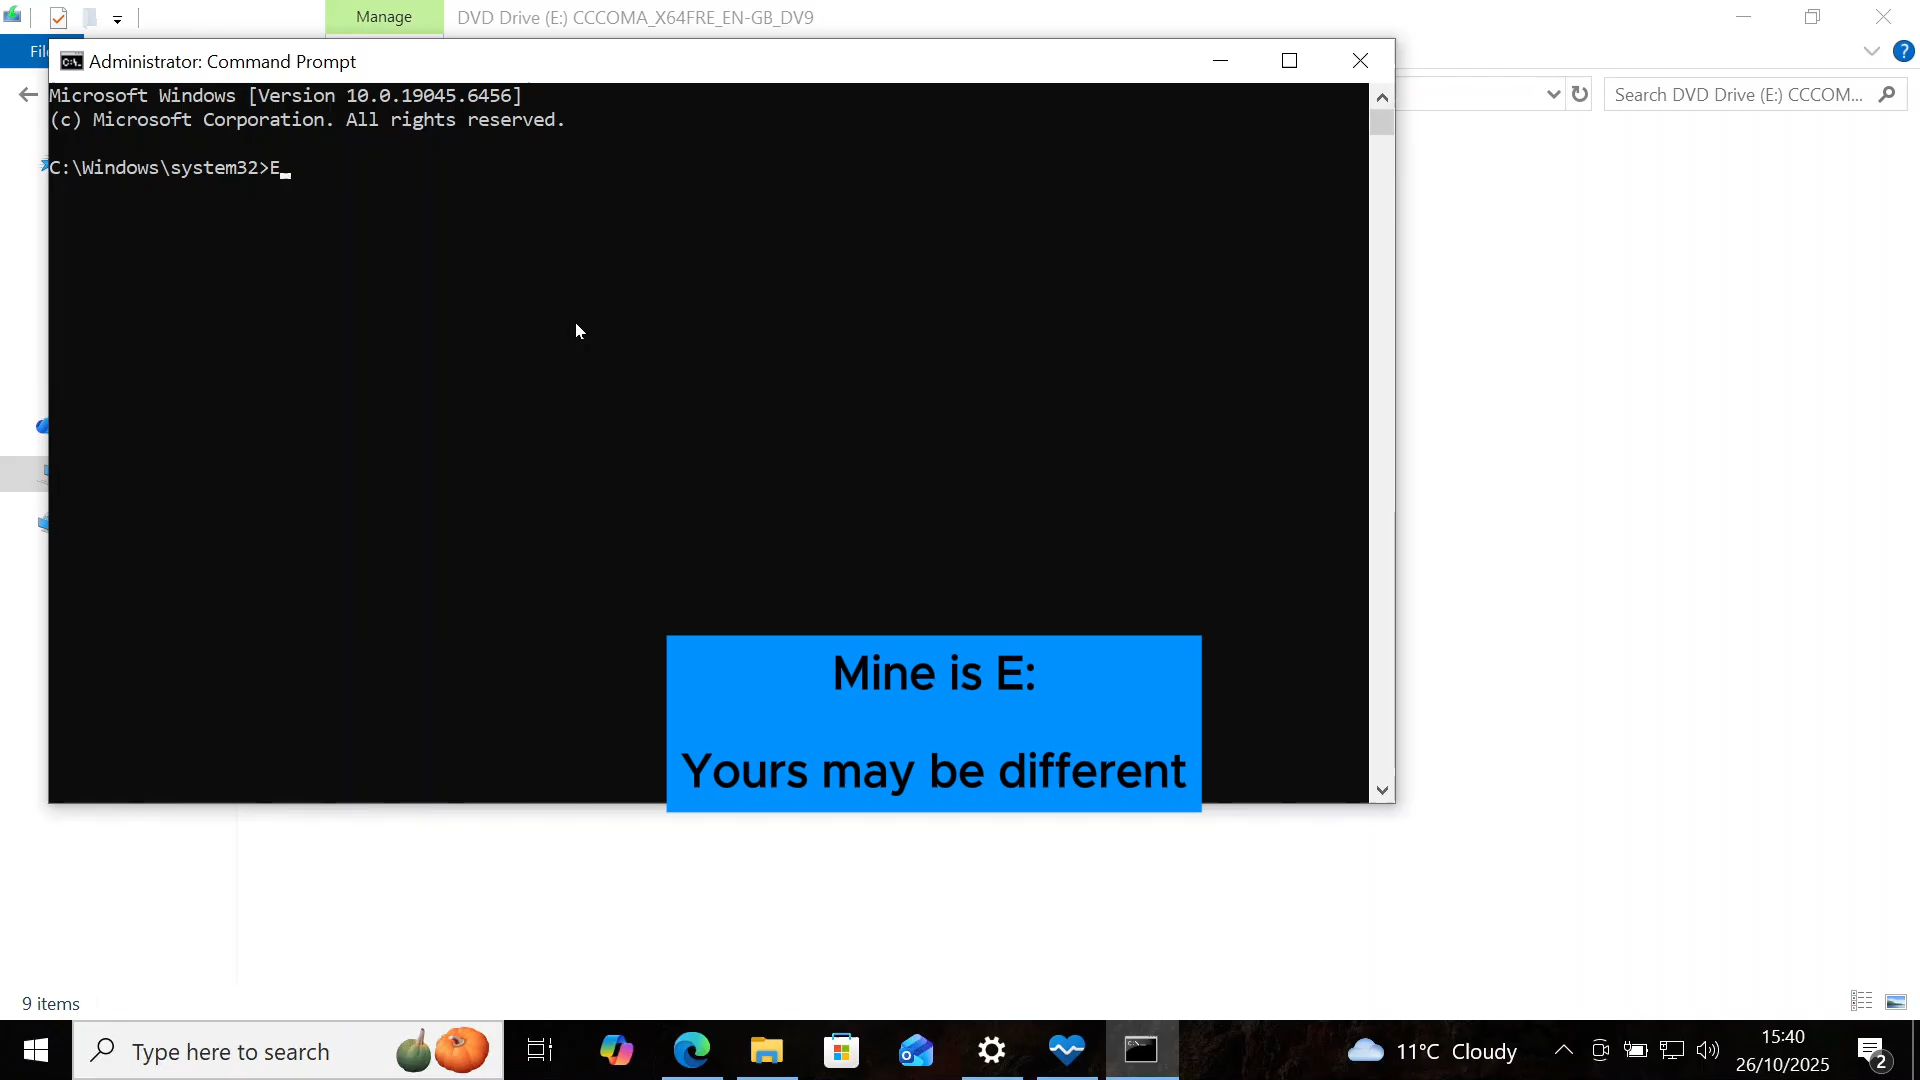 Manage
DVD Drive (E:) CCCOMA_X64FRE_EN-GB_DV9
Administrator: Command Prompt
Microsoft Windows [Version 10.0.19045.6456]
(c) Microsoft Corporation. All rights reserved.
Search DVD Drive (E:) CCCOM...
C:\Windows\system32>E
Mine is E:
Yours may be different
9 items
Type here to search
11°C Cloudy
15:40
26/10/2025
2